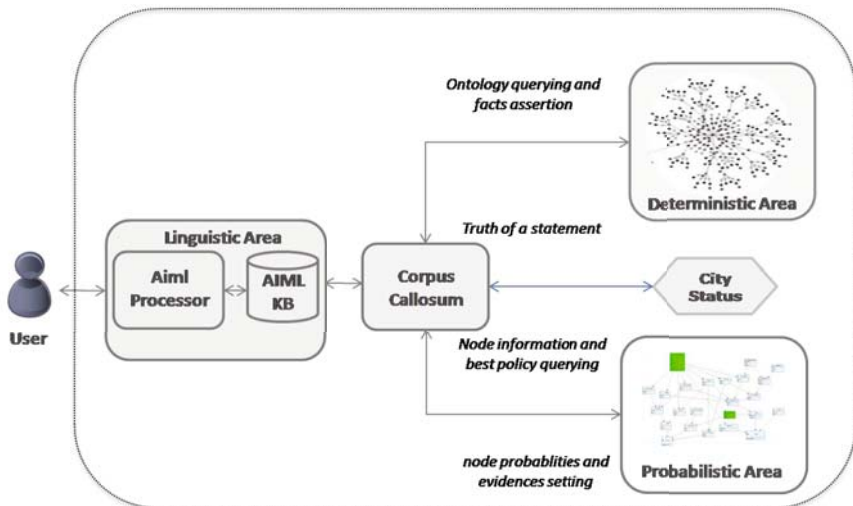 Ontology querying and
facts assertion
Deterministic Area
Linguistic Area
Aiml
Processor
AIML
KB
User
Corpus
Callosum
Truth of a statement
City
Status
Node information and
best policy querying
node probablities and
evidences setting
Probabilistic Area